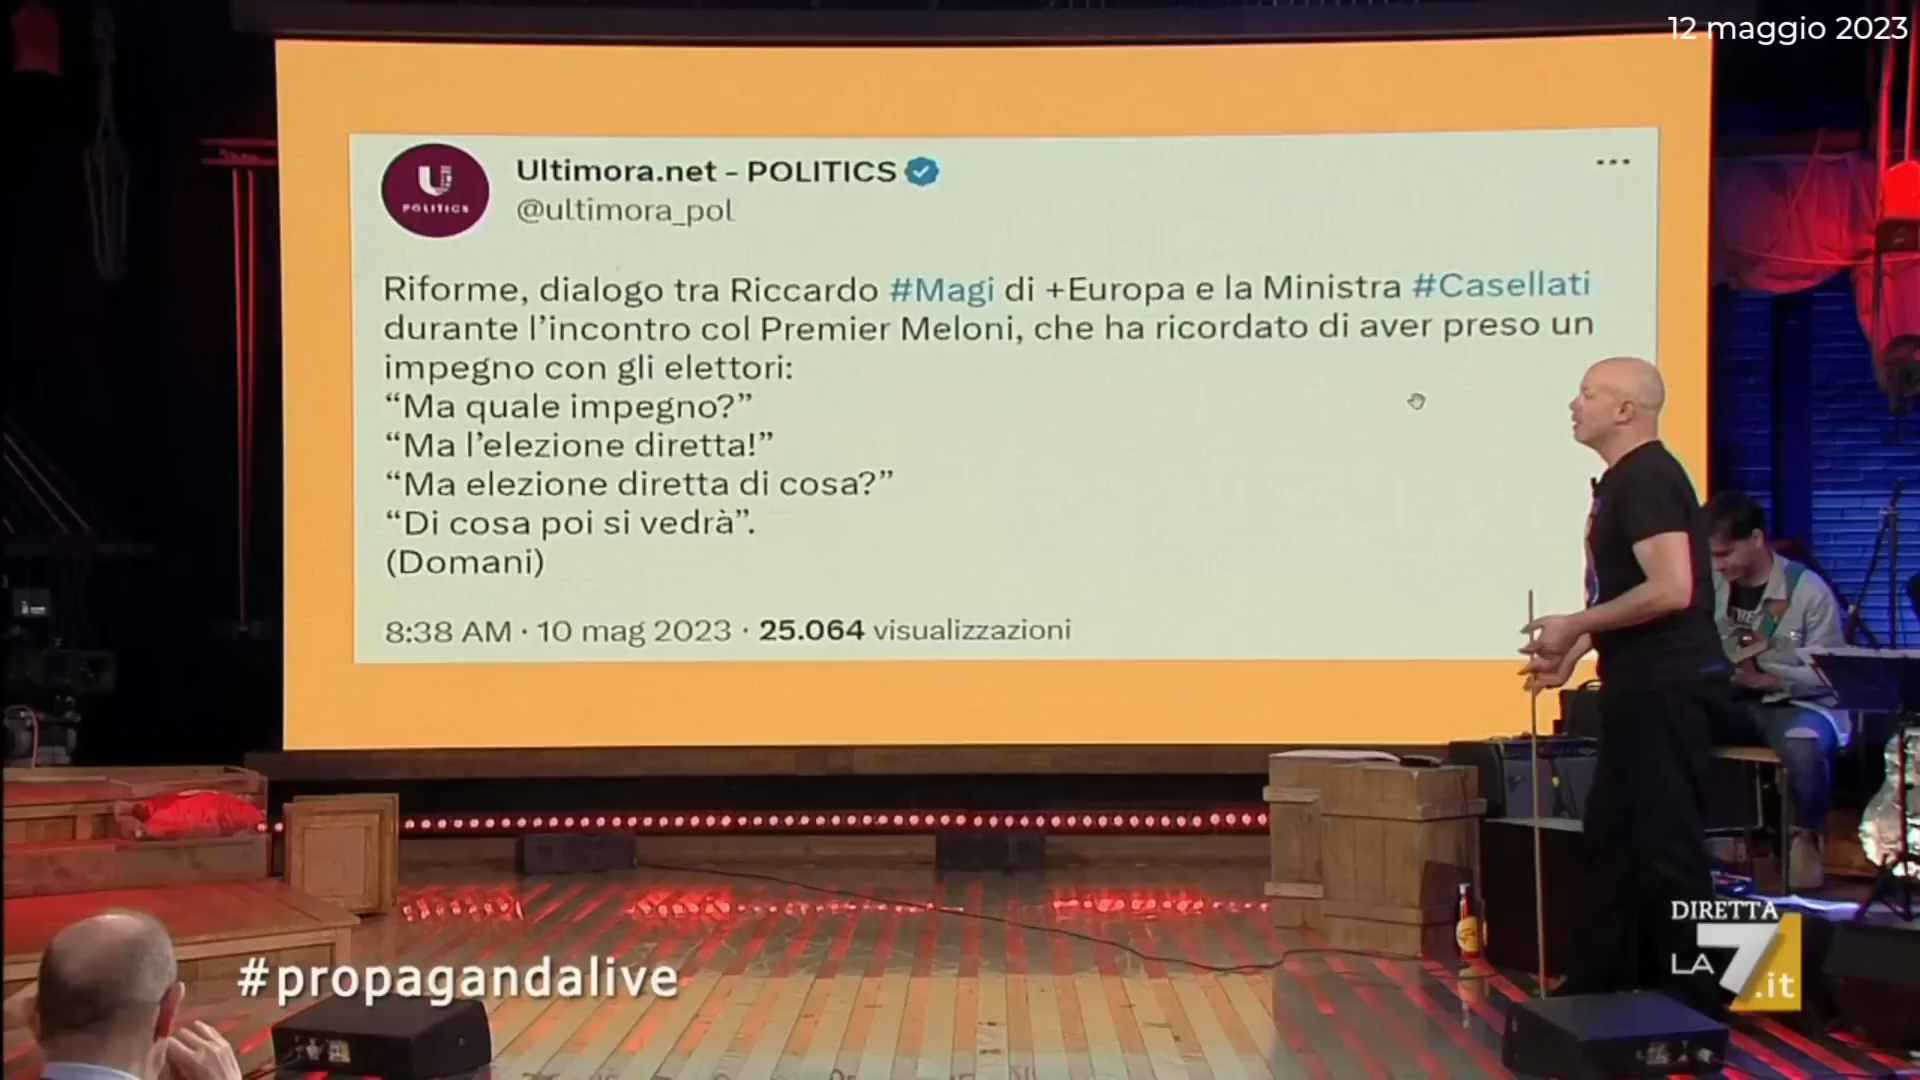 12 maggio 2023
U
POLITICS
Ultimora.net - POLITICS
@ultimora_pol
Riforme, dialogo tra Riccardo #Magi di +Europa e la Ministra #Casellati
durante l'incontro col Premier Meloni, che ha ricordato di aver preso un
impegno con gli elettori:
“Ma quale impegno?”
“Ma l'elezione diretta!”
“Ma elezione diretta di cosa?”
“Di cosa poi si vedrà”.
(Domani)
8:38 AM · 10 mag 2023 · 25.064 visualizzazioni
#propagandalive
DIRETTA
LA7.it